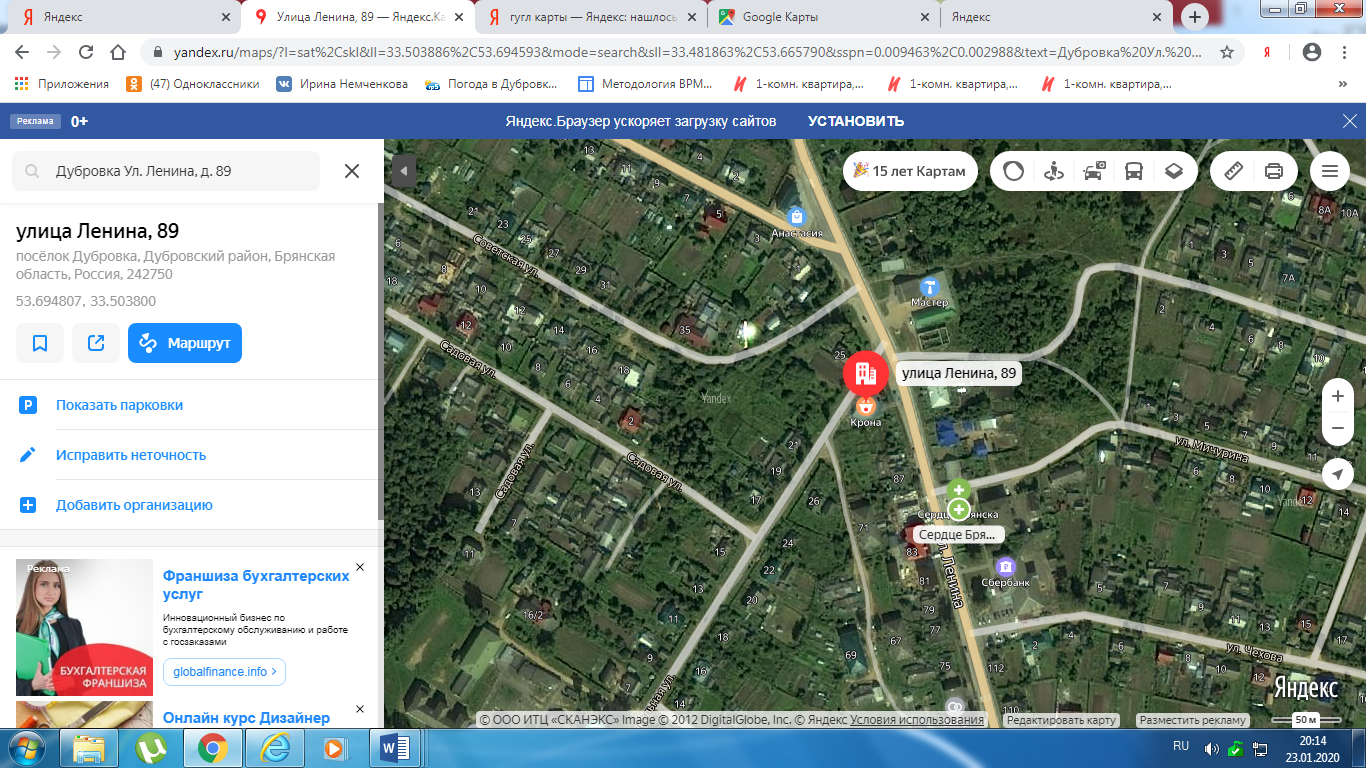 Яндекс
Улица Ленина, 89 — Яндекс.Ка
гугл карты — Яндекс: нашлось
Google Карты
Яндекс
yandex.ru/maps/?l=sat%2Cskl&ll=33.503886%2C53.694593&mode=search&sll=33.481863%2C53.665790&sspn=0.009463%2C0.002988&text=Дубровка%20Ул.%20...
Приложения
(47) Одноклассники
Ирина Немченкова
Погода в Дубровк...
Методология ВРМ...
1-комн. квартира,...
1-комн. квартира,...
1-комн. квартира,...
Реклама
0+
Яндекс.Браузер ускоряет загрузку сайтов
УСТАНОВИТЬ
Дубровка Ул. Ленина, д. 89
улица Ленина, 89
посёлок Дубровка, Дубровский район, Брянская
область, Россия, 242750
53.694807, 33.503800
Маршрут
Показать парковки
Исправить неточность
Добавить организацию
Реклама
БУХГАЛТЕРСКАЯ
ФРАНШИЗА
Франшиза бухгалтерских
услуг
Инновационный бизнес по
бухгалтерскому обслуживанию и работе
с госзаказами
globalfinance.info
Онлайн курс Дизайнер
15 лет Картам
Анастасия
Советская ул.
Мастер
Садовая ул.
улица Ленина, 89
Крона
Садовая ул.
Садовая ул.
ул. Мичурина
Сердце Брянска
Сердце Бря...
Сбербанк
ул. Ленина
ул. Чехова
Яндекс
Yandex
50 м
© ООО ИТЦ «СКАНЭКС» Image © 2012 DigitalGlobe, Inc. © Яндекс Условия использования
Редактировать карту
Разместить рекламу
RU
20:14
23.01.2020